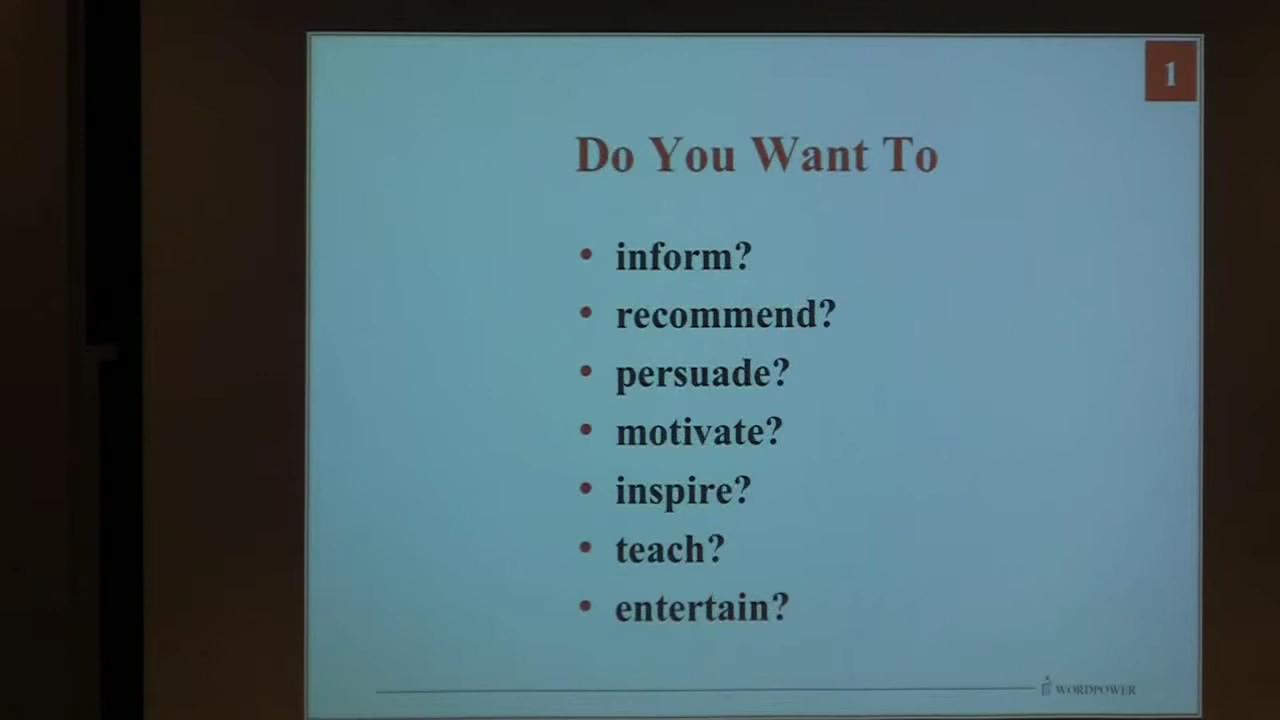 1
Do You Want To
• inform?
• recommend?
• persuade?
• motivate?
• inspire?
• teach?
• entertain?
WORDPOWER